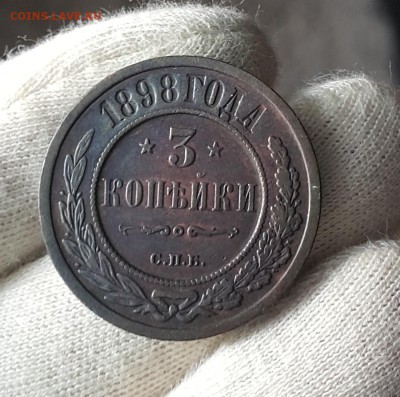 COINS.LAVE.RU
1898 ГОДА
3
КОПѢЙКИ
С.П.Б.